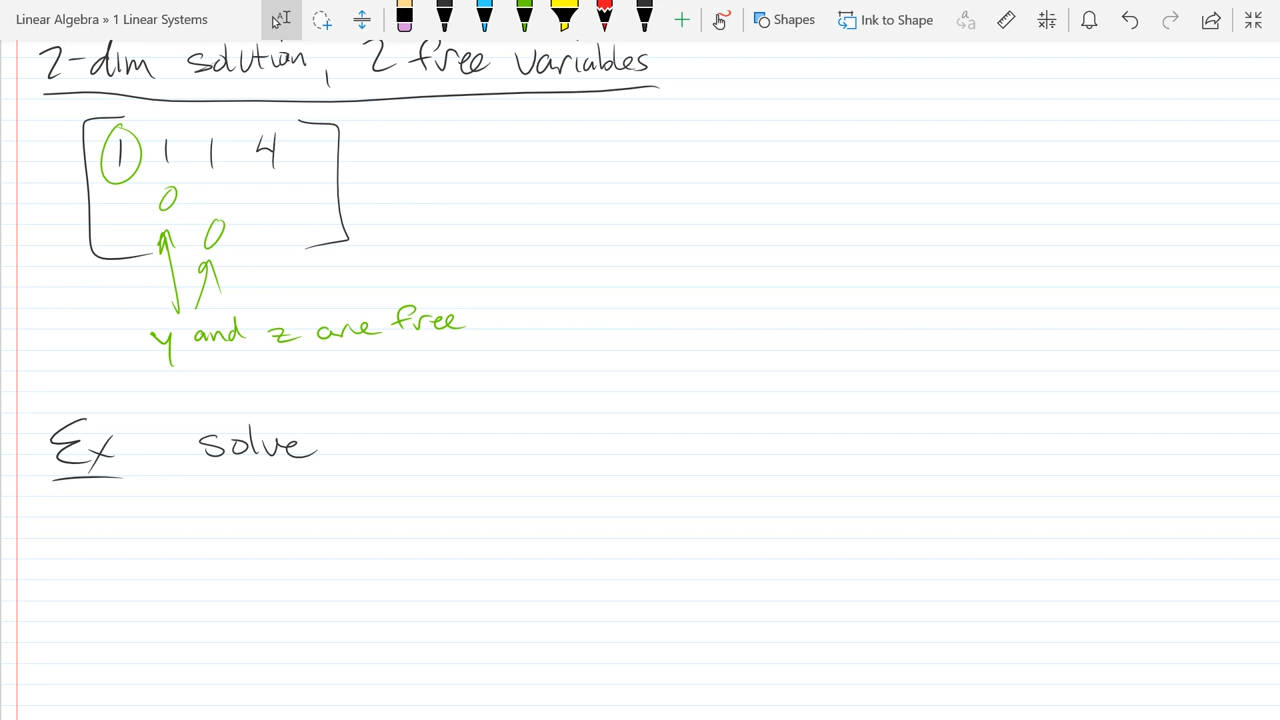 Linear Algebra » 1 Linear Systems
Shapes
Ink to Shape
2-dim solution, 2 free variables
1 1 1 4
0
0
y and z are free
Ex solve